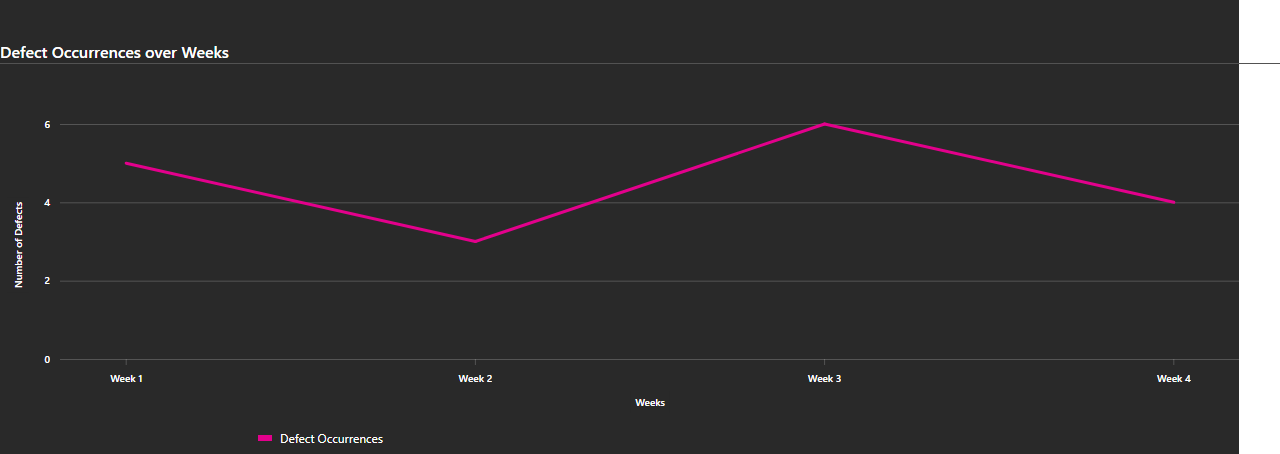 Defect Occurrences over Weeks
6
4
2
0
Number of Defects
Week 1
Week 2
Week 3
Week 4
Weeks
Defect Occurrences